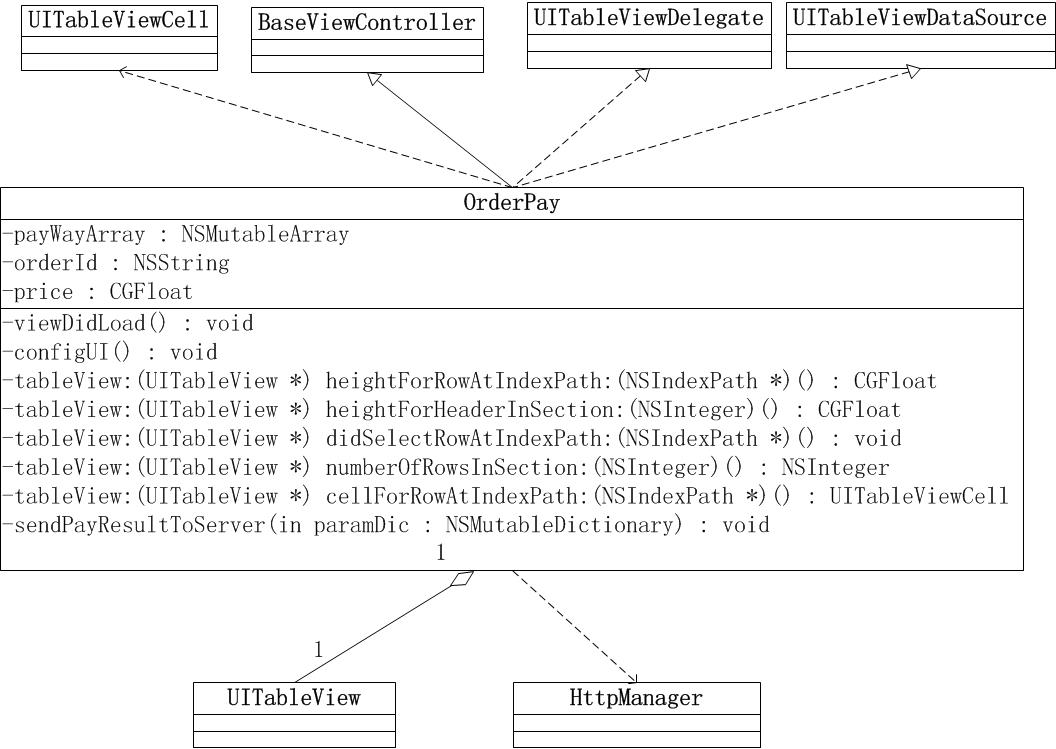 UITableViewCell
BaseViewController
UITableViewDelegate
UITableViewDataSource
OrderPay
-payWayArray : NSMutableArray
-orderId : NSString
-price : CGFloat
-viewDidLoad() : void
-configUI() : void
-tableView:(UITableView *) heightForRowAtIndexPath:(NSIndexPath *)() : CGFloat
-tableView:(UITableView *) heightForHeaderInSection:(NSInteger)() : CGFloat
-tableView:(UITableView *) didSelectRowAtIndexPath:(NSIndexPath *)() : void
-tableView:(UITableView *) numberOfRowsInSection:(NSInteger)() : NSInteger
-tableView:(UITableView *) cellForRowAtIndexPath:(NSIndexPath *)() : UITableViewCell
-sendPayResultToServer(in paramDic : NSMutableDictionary) : void
1
1
UITableView
HttpManager